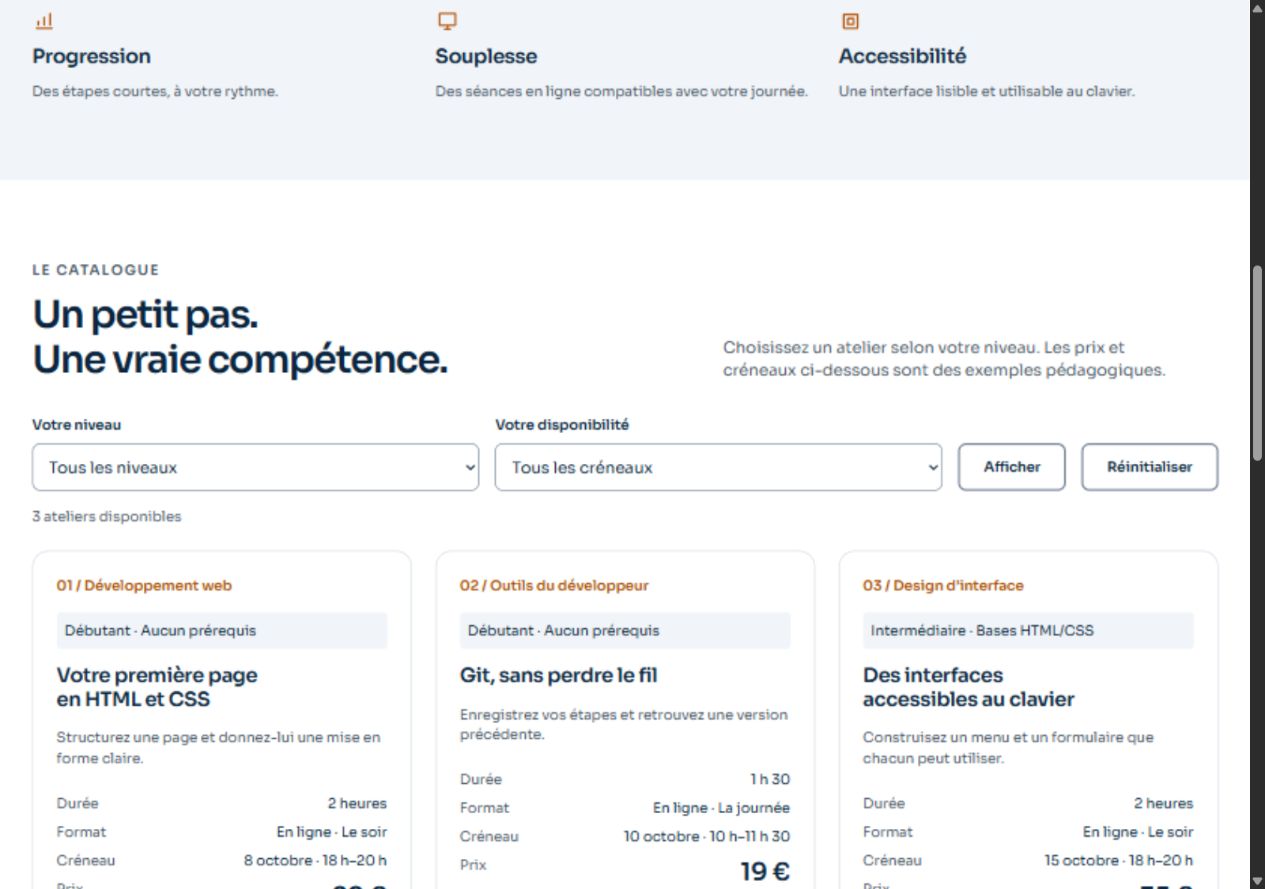 Progression
Des étapes courtes, à votre rythme.
Souplesse
Des séances en ligne compatibles avec votre journée.
Accessibilité
Une interface lisible et utilisable au clavier.
LE CATALOGUE
Un petit pas.
Une vraie compétence.
Choisissez un atelier selon votre niveau. Les prix et
créneaux ci-dessous sont des exemples pédagogiques.
Votre niveau
Tous les niveaux
Votre disponibilité
Tous les créneaux
Afficher
Réinitialiser
3 ateliers disponibles
01 / Développement web
Débutant · Aucun prérequis
Votre première page
en HTML et CSS
Structurez une page et donnez-lui une mise en
forme claire.
Durée 2 heures
Format En ligne · Le soir
Créneau 8 octobre · 18 h–20 h
Prix
02 / Outils du développeur
Débutant · Aucun prérequis
Git, sans perdre le fil
Enregistrez vos étapes et retrouvez une version
précédente.
Durée 1 h 30
Format En ligne · La journée
Créneau 10 octobre · 10 h–11 h 30
Prix 19 €
03 / Design d'interface
Intermédiaire · Bases HTML/CSS
Des interfaces
accessibles au clavier
Construisez un menu et un formulaire que
chacun peut utiliser.
Durée 2 heures
Format En ligne · Le soir
Créneau 15 octobre · 18 h–20 h
Prix